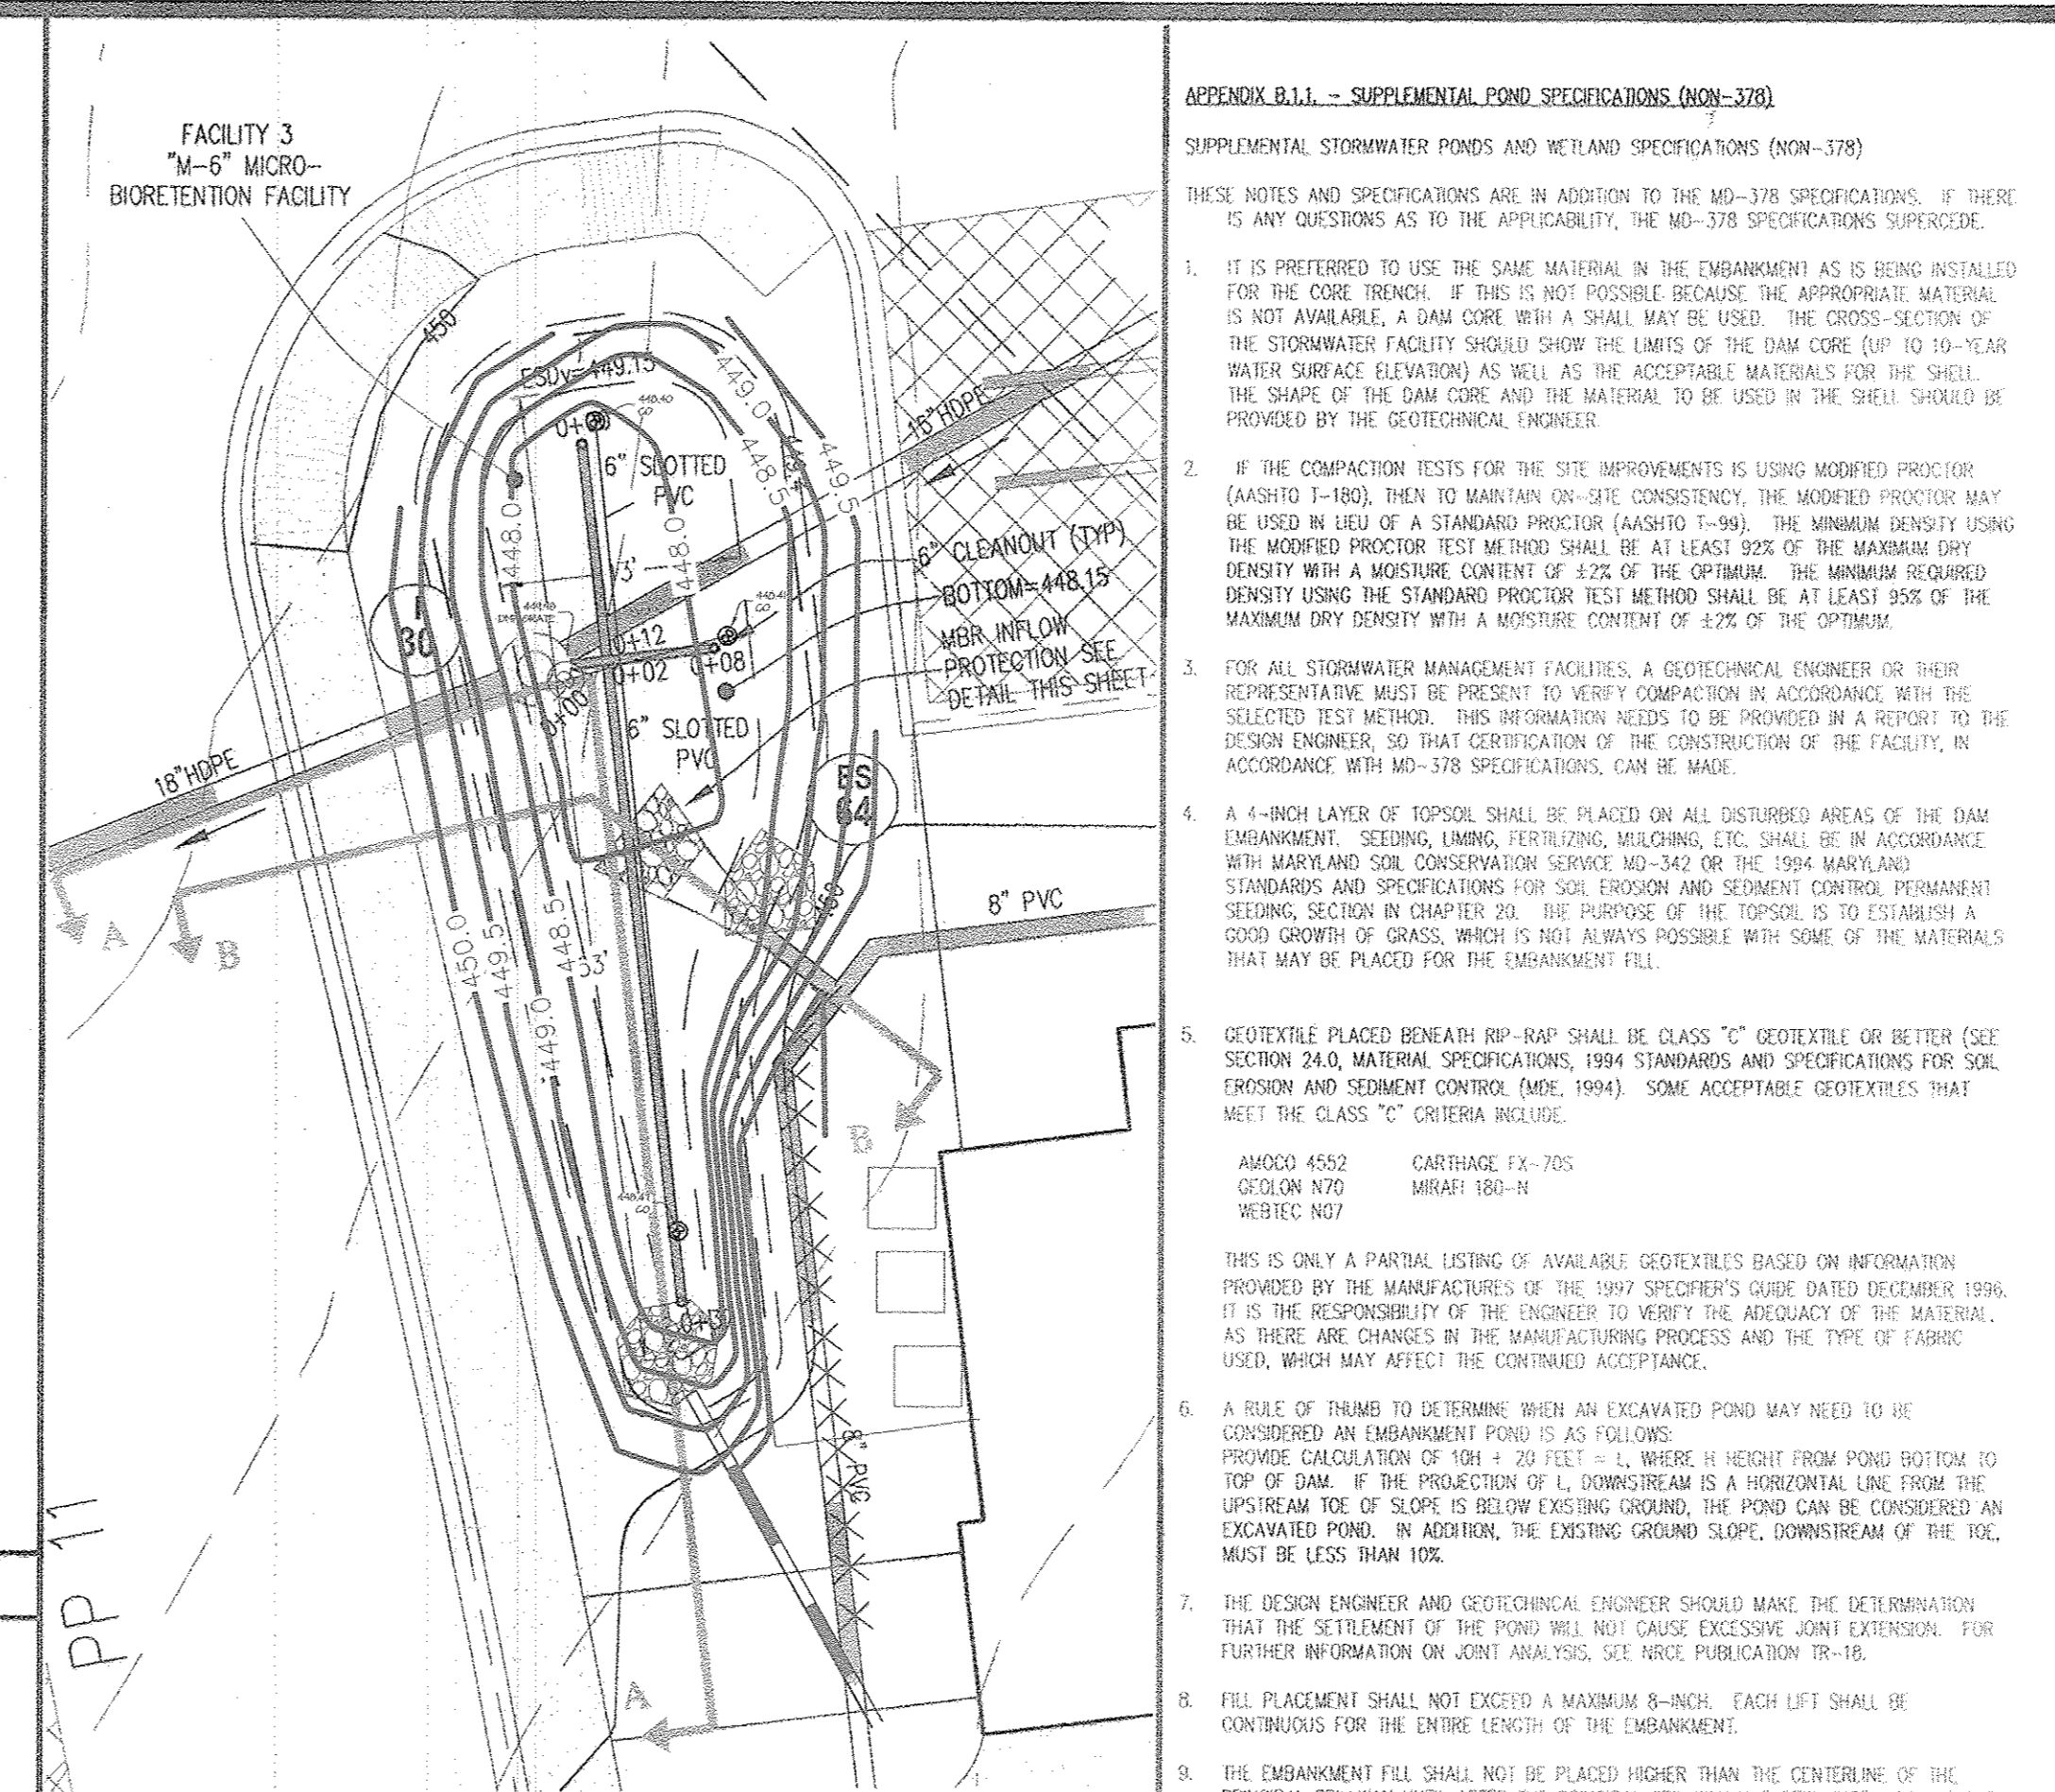 FACILITY 3
"M-6" MICRO-
BIORETENTION FACILITY
450
ESDv=449.15
448.40
CO
6" SLOTTED
PVC
449.0
448.5
449.5
15"HDPE
448.0
448.0
3'
6" CLEANOUT (TYP)
BOTTOM=448.15
MBR INFLOW
PROTECTION SEE
DETAIL THIS SHEET
I
30
0+12
0+02
0+08
0+00
6" SLOTTED
PVC
18"HDPE
ES
64
8" PVC
A
B
450.0
449.5
449.0
448.5
53'
450
B
CO
8" PVC
A
PP 11
APPENDIX B.1.1. - SUPPLEMENTAL POND SPECIFICATIONS (NON-378)
SUPPLEMENTAL STORMWATER PONDS AND WETLAND SPECIFICATIONS (NON-378)
THESE NOTES AND SPECIFICATIONS ARE IN ADDITION TO THE MD-378 SPECIFICATIONS. IF THERE
IS ANY QUESTIONS AS TO THE APPLICABILITY, THE MD-378 SPECIFICATIONS SUPERCEDE.
1. IT IS PREFERRED TO USE THE SAME MATERIAL IN THE EMBANKMENT AS IS BEING INSTALLED
FOR THE CORE TRENCH. IF THIS IS NOT POSSIBLE BECAUSE THE APPROPRIATE MATERIAL
IS NOT AVAILABLE, A DAM CORE WITH A SHALL MAY BE USED. THE CROSS-SECTION OF
THE STORMWATER FACILITY SHOULD SHOW THE LIMITS OF THE DAM CORE (UP TO 10-YEAR
WATER SURFACE ELEVATION) AS WELL AS THE ACCEPTABLE MATERIALS FOR THE SHELL.
THE SHAPE OF THE DAM CORE AND THE MATERIAL TO BE USED IN THE SHELL SHOULD BE
PROVIDED BY THE GEOTECHNICAL ENGINEER.
2. IF THE COMPACTION TESTS FOR THE SITE IMPROVEMENTS IS USING MODIFIED PROCTOR
(AASHTO T-180), THEN TO MAINTAIN ON-SITE CONSISTENCY, THE MODIFIED PROCTOR MAY
BE USED IN LIEU OF A STANDARD PROCTOR (AASHTO T-99). THE MINIMUM DENSITY USING
THE MODIFIED PROCTOR TEST METHOD SHALL BE AT LEAST 92% OF THE MAXIMUM DRY
DENSITY WITH A MOISTURE CONTENT OF ±2% OF THE OPTIMUM. THE MINIMUM REQUIRED
DENSITY USING THE STANDARD PROCTOR TEST METHOD SHALL BE AT LEAST 95% OF THE
MAXIMUM DRY DENSITY WITH A MOISTURE CONTENT OF ±2% OF THE OPTIMUM.
3. FOR ALL STORMWATER MANAGEMENT FACILITIES, A GEOTECHNICAL ENGINEER OR THEIR
REPRESENTATIVE MUST BE PRESENT TO VERIFY COMPACTION IN ACCORDANCE WITH THE
SELECTED TEST METHOD. THIS INFORMATION NEEDS TO BE PROVIDED IN A REPORT TO THE
DESIGN ENGINEER, SO THAT CERTIFICATION OF THE CONSTRUCTION OF THE FACILITY, IN
ACCORDANCE WITH MD-378 SPECIFICATIONS, CAN BE MADE.
4. A 4-INCH LAYER OF TOPSOIL SHALL BE PLACED ON ALL DISTURBED AREAS OF THE DAM
EMBANKMENT. SEEDING, LIMING, FERTILIZING, MULCHING, ETC. SHALL BE IN ACCORDANCE
WITH MARYLAND SOIL CONSERVATION SERVICE MD-342 OR THE 1994 MARYLAND
STANDARDS AND SPECIFICATIONS FOR SOIL EROSION AND SEDIMENT CONTROL PERMANENT
SEEDING, SECTION IN CHAPTER 20. THE PURPOSE OF THE TOPSOIL IS TO ESTABLISH A
GOOD GROWTH OF GRASS, WHICH IS NOT ALWAYS POSSIBLE WITH SOME OF THE MATERIALS
THAT MAY BE PLACED FOR THE EMBANKMENT FILL.
5. GEOTEXTILE PLACED BENEATH RIP-RAP SHALL BE CLASS "C" GEOTEXTILE OR BETTER (SEE
SECTION 24.0, MATERIAL SPECIFICATIONS, 1994 STANDARDS AND SPECIFICATIONS FOR SOIL
EROSION AND SEDIMENT CONTROL (MDE, 1994). SOME ACCEPTABLE GEOTEXTILES THAT
MEET THE CLASS "C" CRITERIA INCLUDE.
AMOCO 4552 CARTHAGE FX-70S
GEOLON N70 MIRAFI 180-N
WEBTEC N07
THIS IS ONLY A PARTIAL LISTING OF AVAILABLE GEOTEXTILES BASED ON INFORMATION
PROVIDED BY THE MANUFACTURES OF THE 1997 SPECIFIER'S GUIDE DATED DECEMBER 1996.
IT IS THE RESPONSIBILITY OF THE ENGINEER TO VERIFY THE ADEQUACY OF THE MATERIAL.
AS THERE ARE CHANGES IN THE MANUFACTURING PROCESS AND THE TYPE OF FABRIC
USED, WHICH MAY AFFECT THE CONTINUED ACCEPTANCE.
6. A RULE OF THUMB TO DETERMINE WHEN AN EXCAVATED POND MAY NEED TO BE
CONSIDERED AN EMBANKMENT POND IS AS FOLLOWS:
PROVIDE CALCULATION OF 10H + 20 FEET = L, WHERE H HEIGHT FROM POND BOTTOM TO
TOP OF DAM. IF THE PROJECTION OF L, DOWNSTREAM IS A HORIZONTAL LINE FROM THE
UPSTREAM TOE OF SLOPE IS BELOW EXISTING GROUND, THE POND CAN BE CONSIDERED AN
EXCAVATED POND. IN ADDITION, THE EXISTING GROUND SLOPE, DOWNSTREAM OF THE TOE,
MUST BE LESS THAN 10%.
7. THE DESIGN ENGINEER AND GEOTECHINCAL ENGINEER SHOULD MAKE THE DETERMINATION
THAT THE SETTLEMENT OF THE POND WILL NOT CAUSE EXCESSIVE JOINT EXTENSION. FOR
FURTHER INFORMATION ON JOINT ANALYSIS, SEE NRCE PUBLICATION TR-18.
8. FILL PLACEMENT SHALL NOT EXCEED A MAXIMUM 8-INCH. EACH LIFT SHALL BE
CONTINUOUS FOR THE ENTIRE LENGTH OF THE EMBANKMENT.
9. THE EMBANKMENT FILL SHALL NOT BE PLACED HIGHER THAN THE CENTERLINE OF THE